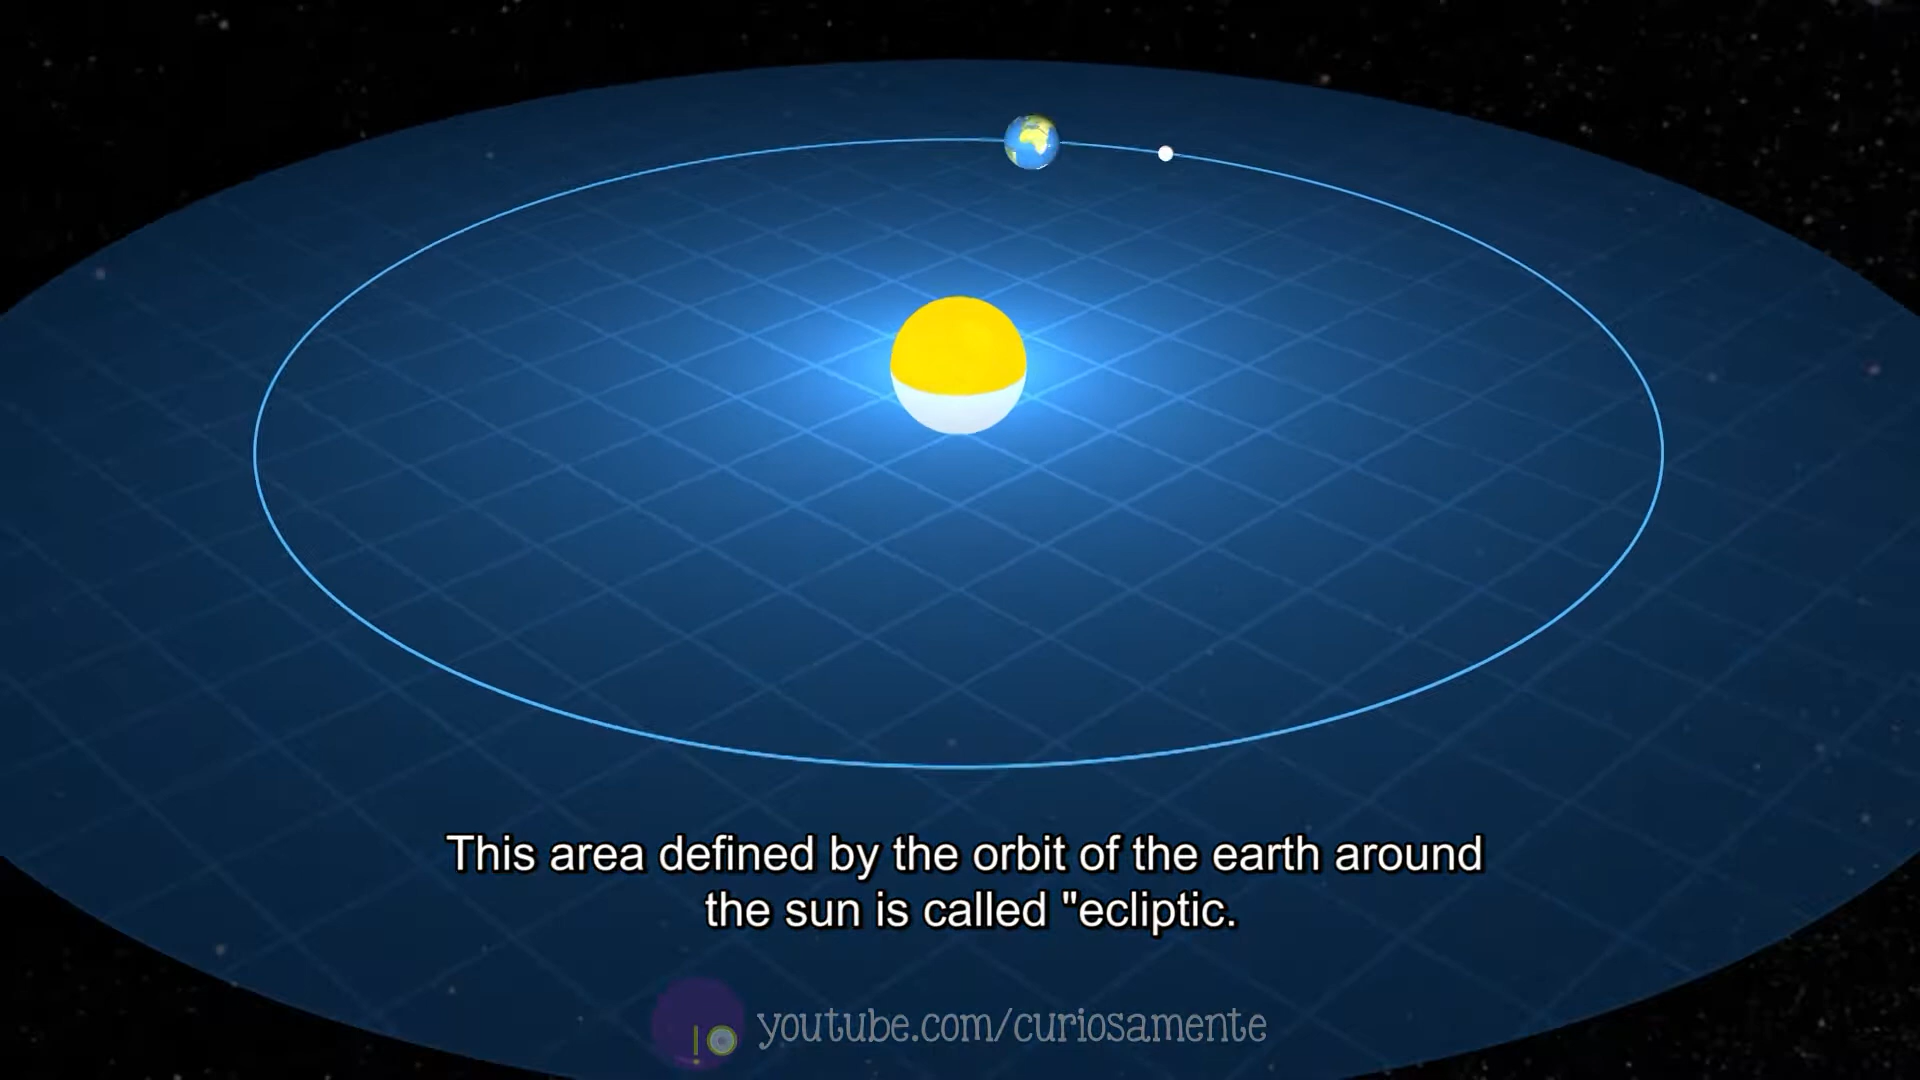 This area defined by the orbit of the earth around
the sun is called "ecliptic.
youtube.com/curiosamente